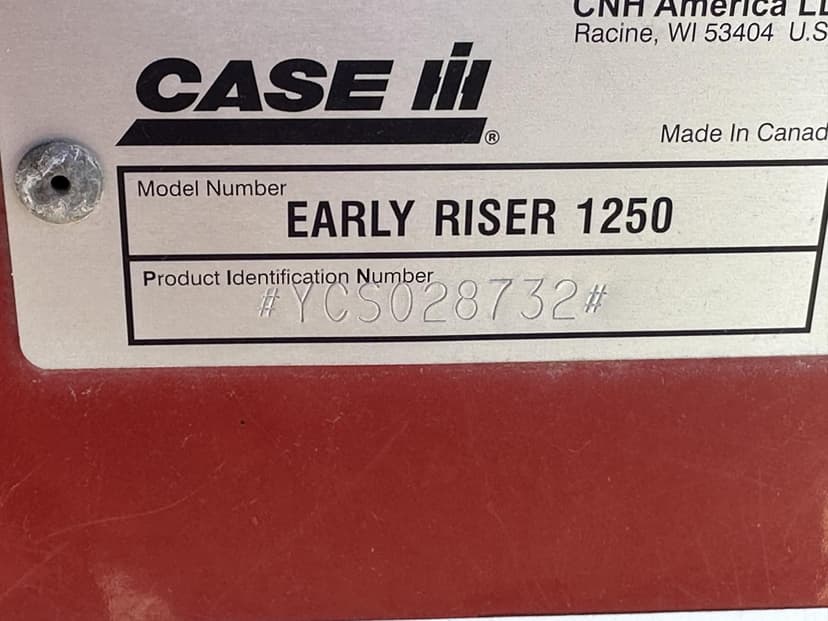 CNH America LL
Racine, WI 53404 U.S
CASE IH
®
Made In Canad
Model Number
EARLY RISER 1250
Product Identification Number
#YCS028732#